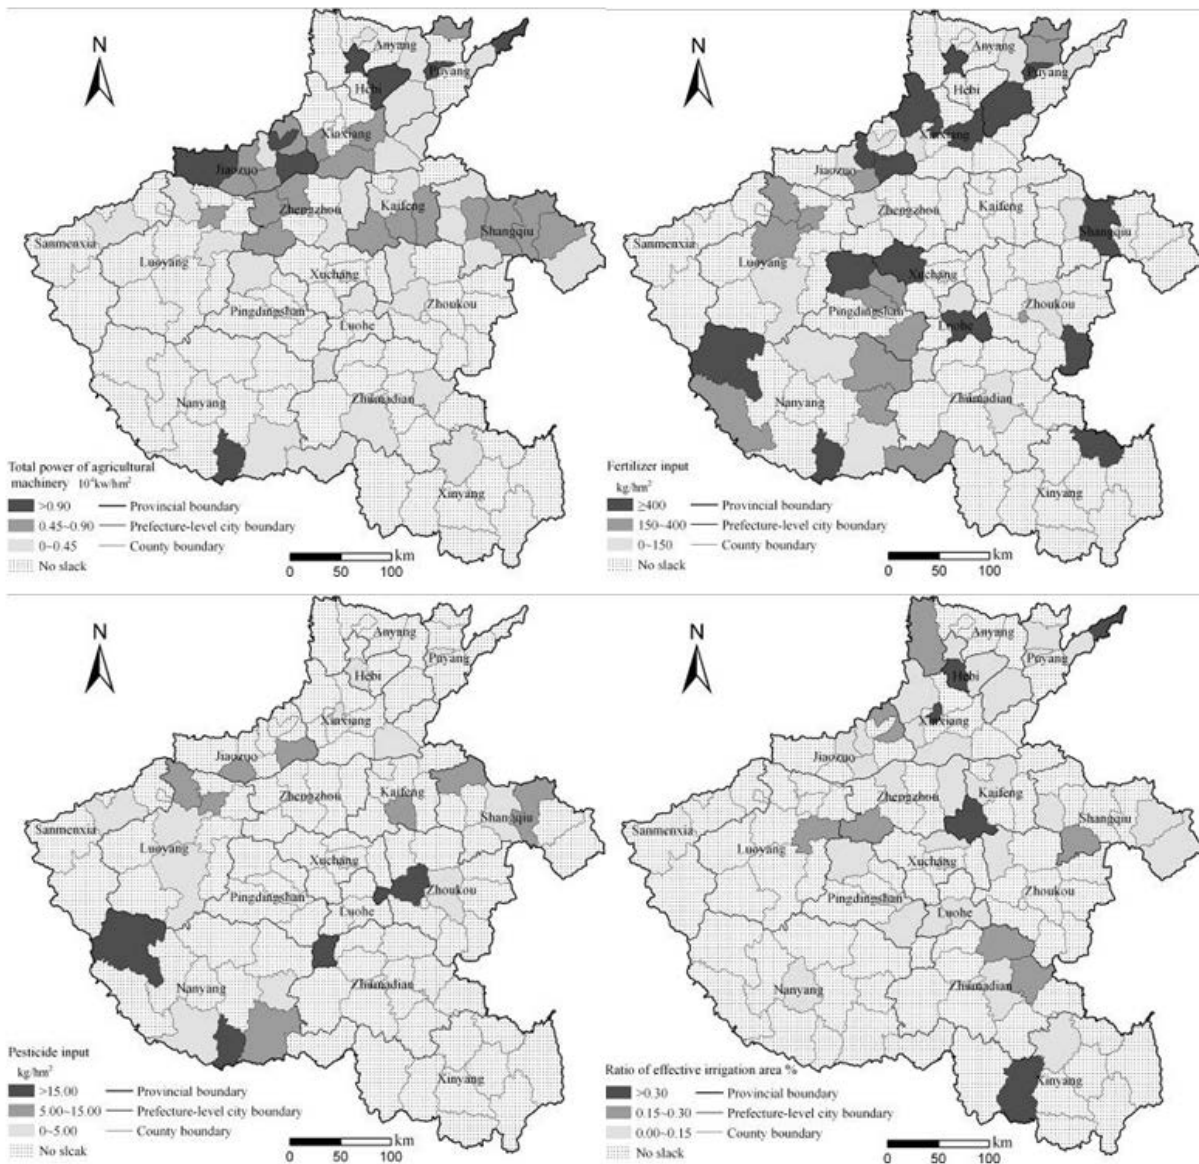 N
Anyang
Puyang
Hebi
Xinxiang
Jiaozuo
Zhengzhou
Kaifeng
Shangqiu
Sanmenxia
Luoyang
Xuchang
Zhoukou
Pingdingshan
Luohe
Nanyang
Zhumadian
Xinyang
Total power of agricultural
machinery 10⁴kw/hm²
>0.90 Provincial boundary
0.45~0.90 Prefecture-level city boundary
0~0.45 County boundary
No slack
km
0 50 100
N
Anyang
Puyang
Hebi
Xinxiang
Jiaozuo
Zhengzhou
Kaifeng
Shangqiu
Sanmenxia
Luoyang
Xuchang
Zhoukou
Pingdingshan
Luohe
Nanyang
Zhumadian
Xinyang
Fertilizer input
kg/hm²
≥400 Provincial boundary
150~400 Prefecture-level city boundary
0~150 County boundary
No slack
km
0 50 100
N
Anyang
Puyang
Hebi
Xinxiang
Jiaozuo
Zhengzhou
Kaifeng
Shangqiu
Sanmenxia
Luoyang
Xuchang
Zhoukou
Pingdingshan
Luohe
Nanyang
Zhumadian
Xinyang
Pesticide input
kg/hm²
>15.00 Provincial boundary
5.00~15.00 Prefecture-level city boundary
0~5.00 County boundary
No slcak
km
0 50 100
N
Anyang
Puyang
Hebi
Xinxiang
Jiaozuo
Zhengzhou
Kaifeng
Shangqiu
Sanmenxia
Luoyang
Xuchang
Zhoukou
Pingdingshan
Luohe
Nanyang
Zhumadian
Xinyang
Ratio of effective irrigation area %
>0.30 Provincial boundary
0.15~0.30 Prefecture-level city boundary
0.00~0.15 County boundary
No slack
km
0 50 100